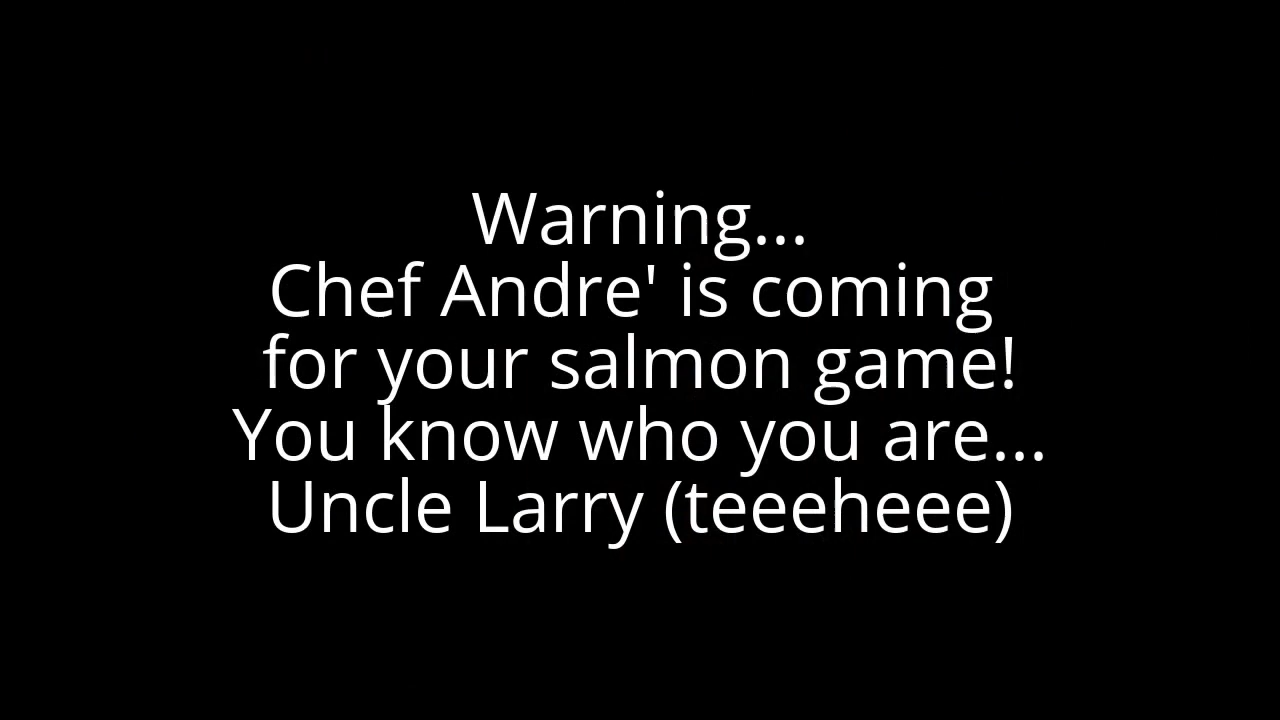 Warning...
Chef Andre' is coming
for your salmon game!
You know who you are...
Uncle Larry (teeeheee)